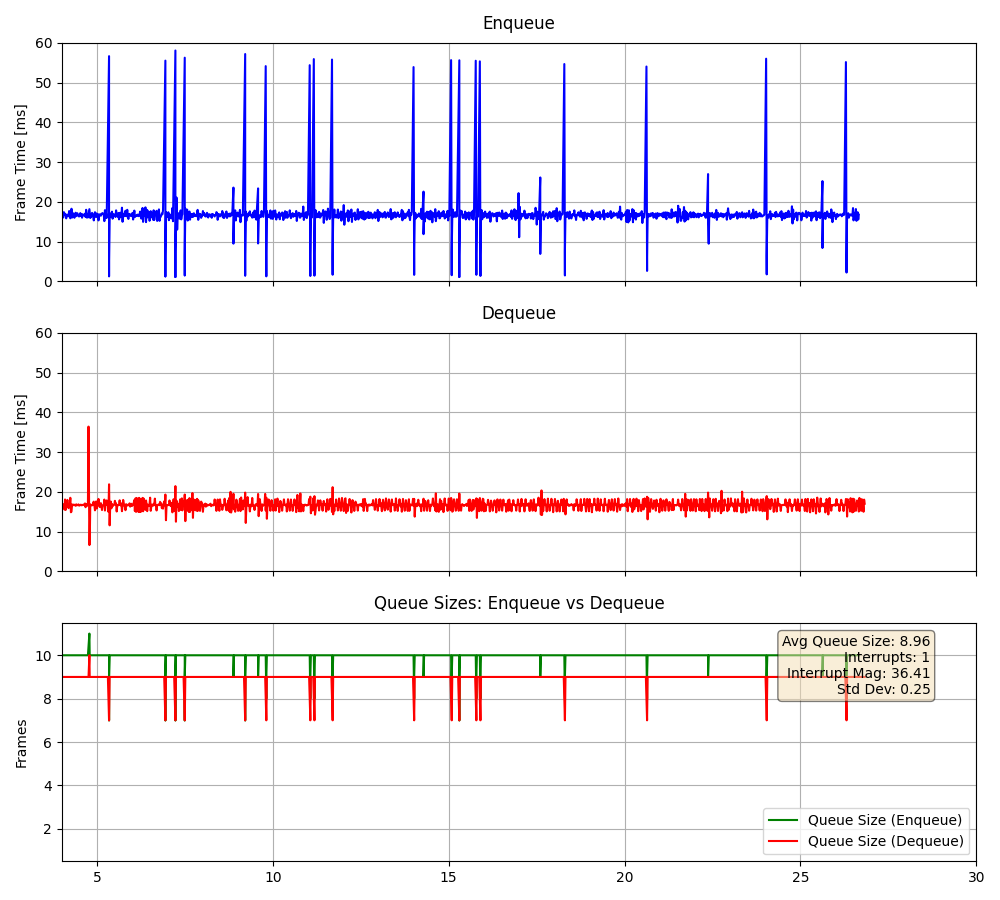 Enqueue
60
50
40
30
20
10
0
Frame Time [ms]
Dequeue
60
50
40
30
20
10
0
Frame Time [ms]
Queue Sizes: Enqueue vs Dequeue
10
8
6
4
2
Frames
Avg Queue Size: 8.96
Interrupts: 1
Interrupt Mag: 36.41
Std Dev: 0.25
Queue Size (Enqueue)
Queue Size (Dequeue)
5 10 15 20 25 30